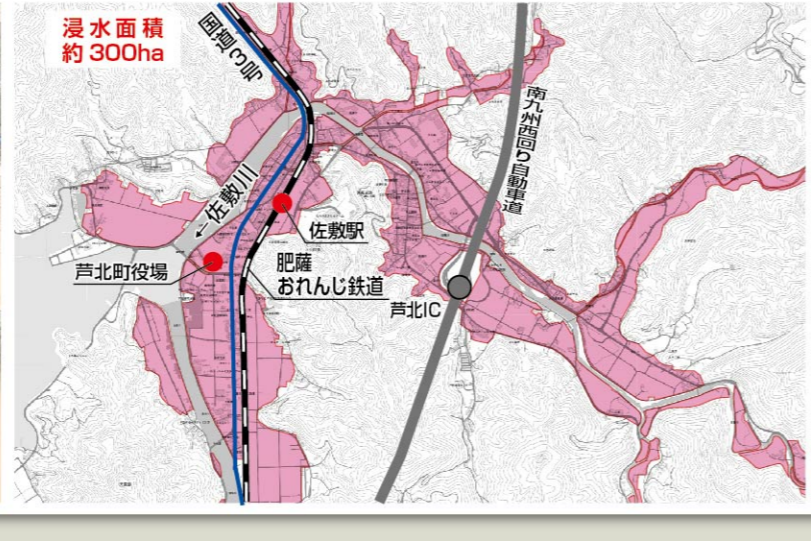 浸水面積
約300ha
国道3号
南九州西回り自動車道
←佐敷川
佐敷駅
芦北町役場
肥薩
おれんじ鉄道
芦北IC